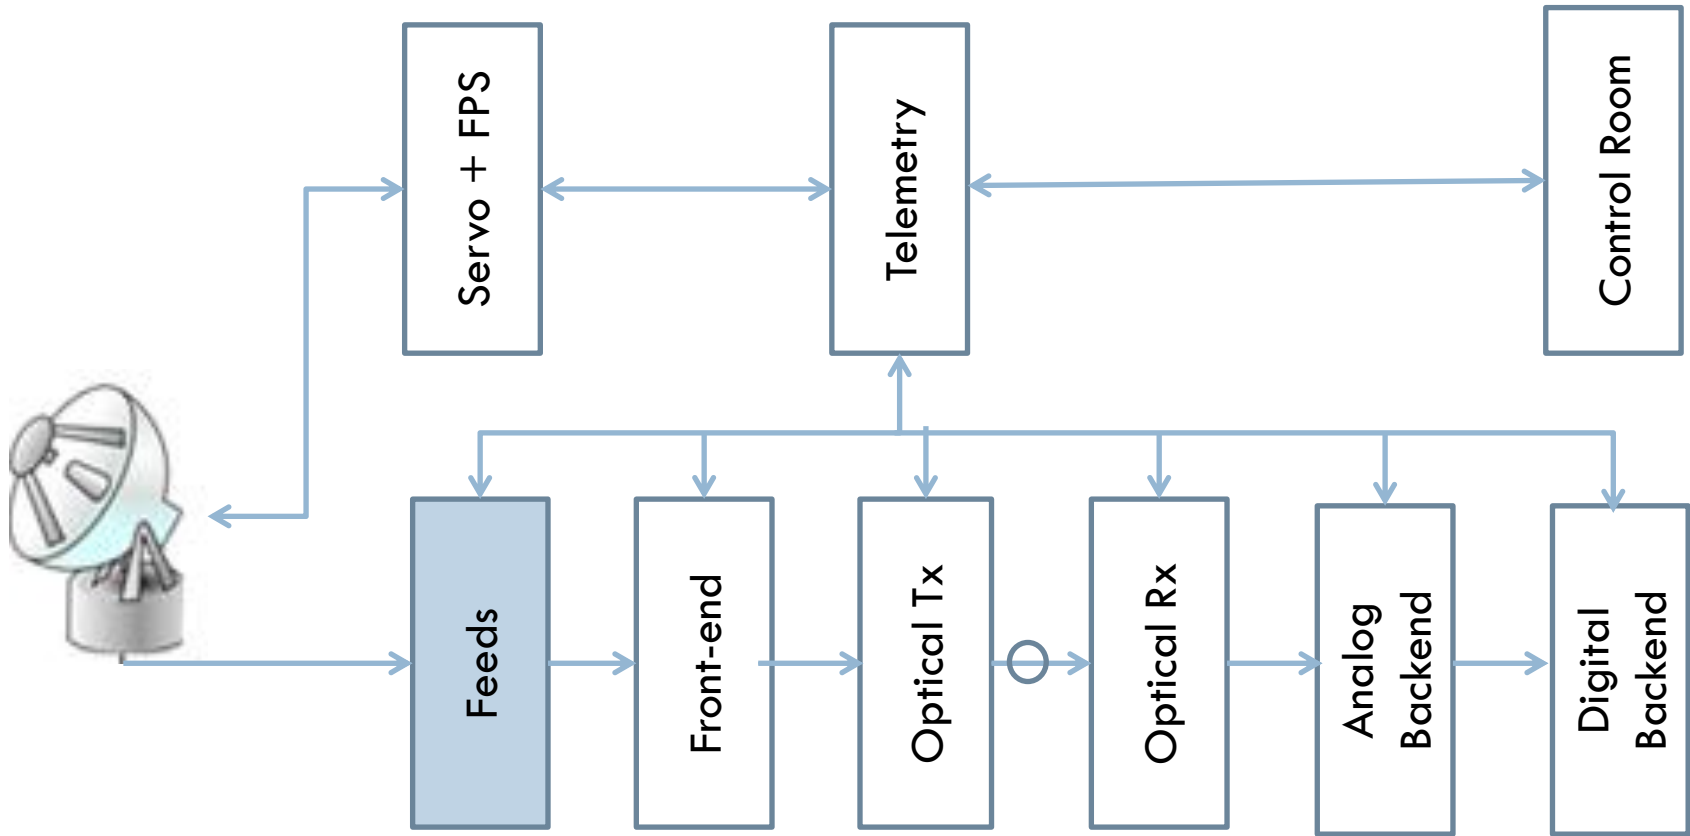 Servo + FPS
Telemetry
Control Room
Feeds
Front-end
Optical Tx
Optical Rx
Analog
Backend
Digital
Backend